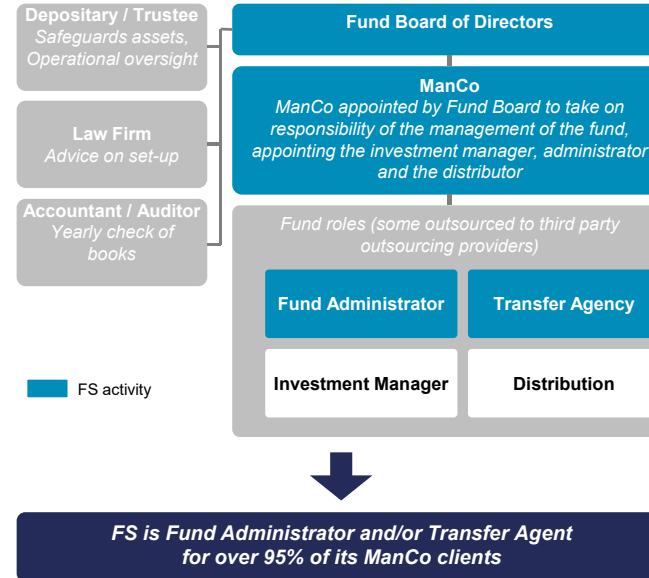 Depositary / Trustee
Safeguards assets,
Operational oversight
Law Firm
Advice on set-up
Accountant / Auditor
Yearly check of
books
Fund Board of Directors
ManCo
ManCo appointed by Fund Board to take on
responsibility of the management of the fund,
appointing the investment manager, administrator
and the distributor
Fund roles (some outsourced to third party
outsourcing providers)
Fund Administrator
Transfer Agency
Investment Manager
Distribution
FS activity
FS is Fund Administrator and/or Transfer Agent
for over 95% of its ManCo clients